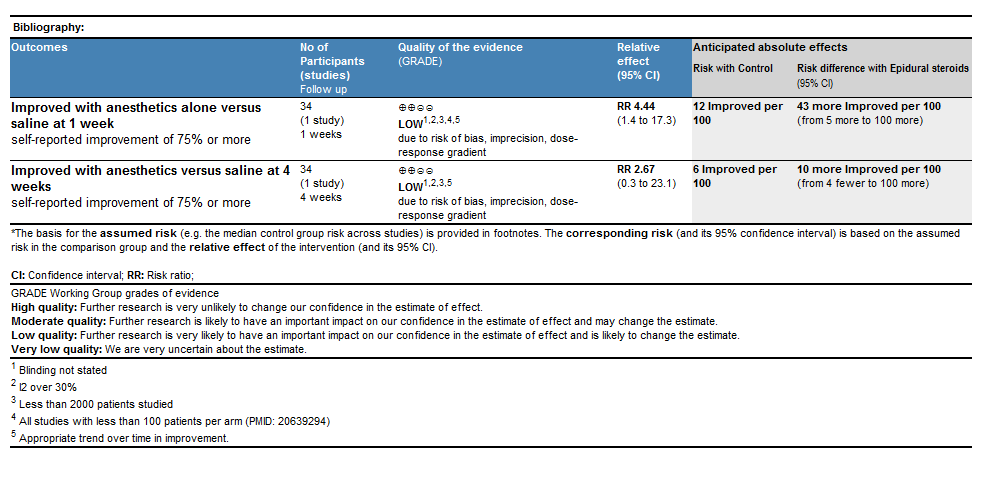 Bibliography:
Outcomes
No of Participants (studies) Follow up
Quality of the evidence (GRADE)
Relative effect (95% CI)
Anticipated absolute effects
Risk with Control
Risk difference with Epidural steroids (95% CI)
Improved with anesthetics alone versus saline at 1 week
self-reported improvement of 75% or more
34
(1 study)
1 weeks
⊕⊕⊖⊖
LOW1,2,3,4,5
due to risk of bias, imprecision, dose-
response gradient
RR 4.44
(1.4 to 17.3)
12 Improved per
100
43 more Improved per 100
(from 5 more to 100 more)
Improved with anesthetics versus saline at 4
weeks
self-reported improvement of 75% or more
34
(1 study)
4 weeks
⊕⊕⊖⊖
LOW1,2,3,5
due to risk of bias, imprecision, dose-
response gradient
RR 2.67
(0.3 to 23.1)
6 Improved per
100
10 more Improved per 100
(from 4 fewer to 100 more)
*The basis for the assumed risk (e.g. the median control group risk across studies) is provided in footnotes. The corresponding risk (and its 95% confidence interval) is based on the assumed
risk in the comparison group and the relative effect of the intervention (and its 95% CI).
CI: Confidence interval; RR: Risk ratio;
GRADE Working Group grades of evidence
High quality: Further research is very unlikely to change our confidence in the estimate of effect.
Moderate quality: Further research is likely to have an important impact on our confidence in the estimate of effect and may change the estimate.
Low quality: Further research is very likely to have an important impact on our confidence in the estimate of effect and is likely to change the estimate.
Very low quality: We are very uncertain about the estimate.
1 Blinding not stated
2 I2 over 30%
3 Less than 2000 patients studied
4 All studies with less than 100 patients per arm (PMID: 20639294)
5 Appropriate trend over time in improvement.